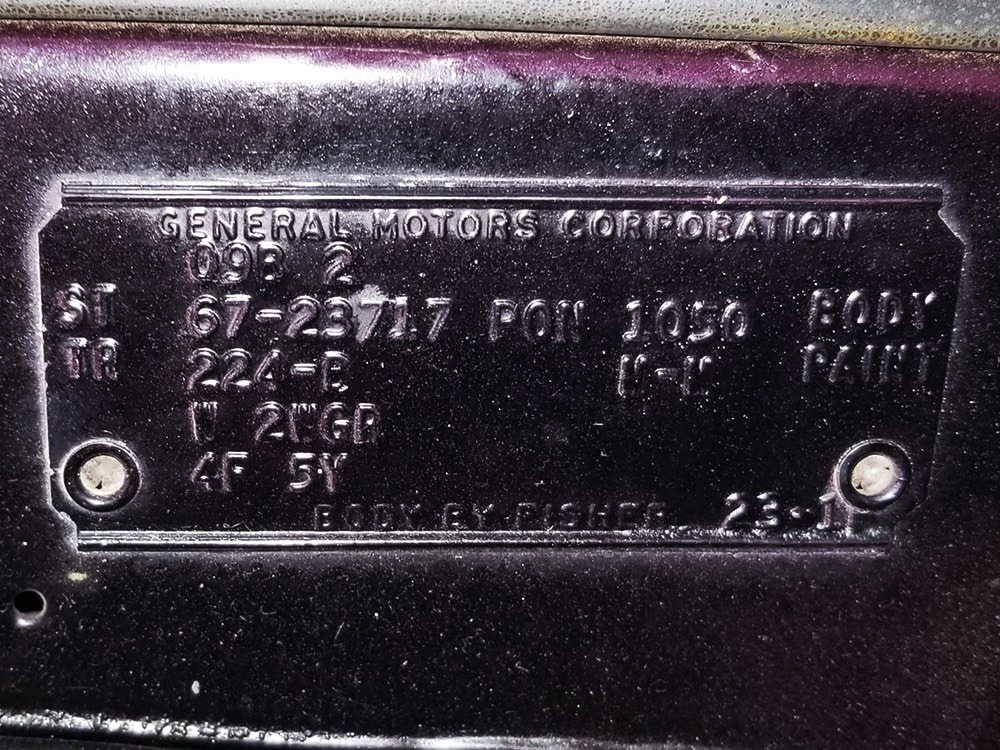 GENERAL MOTORS CORPORATION
09B 2
ST 67-23717 PON 1050 BODY
TR 224-B M-M PAINT
W 2WGR
4F 5Y
BODY BY FISHER 23-1